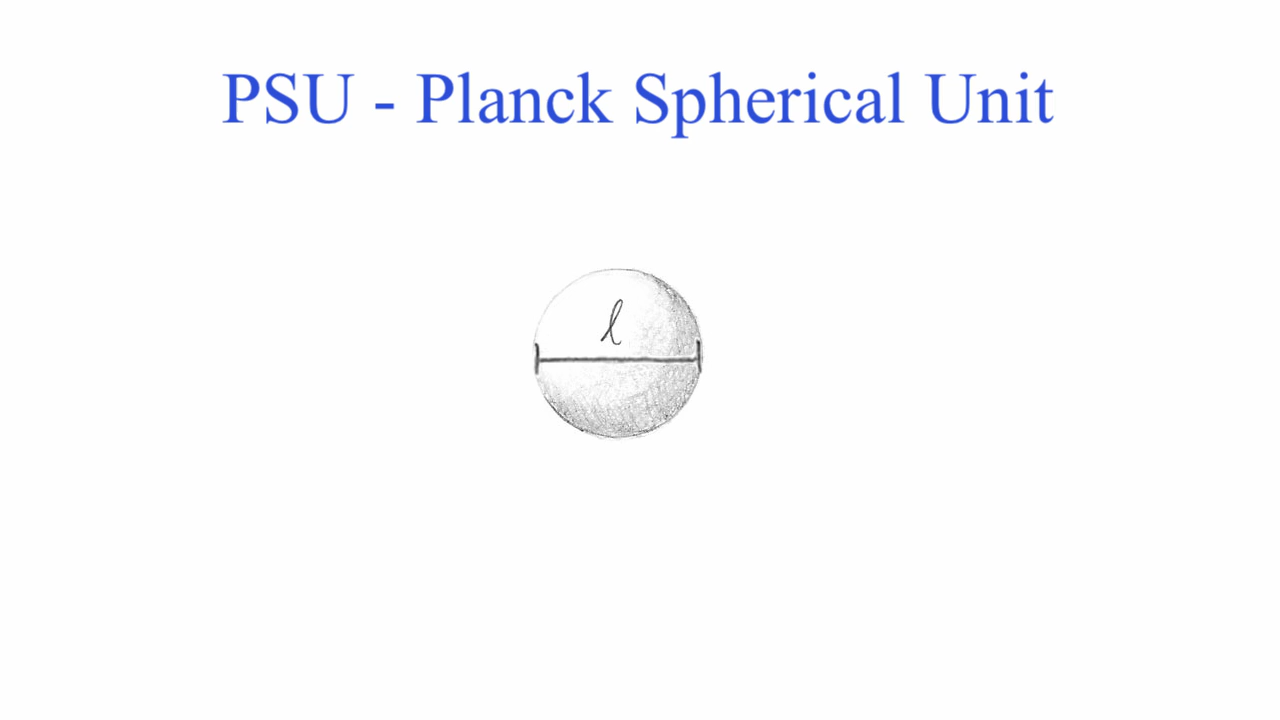 PSU - Planck Spherical Unit
ℓ